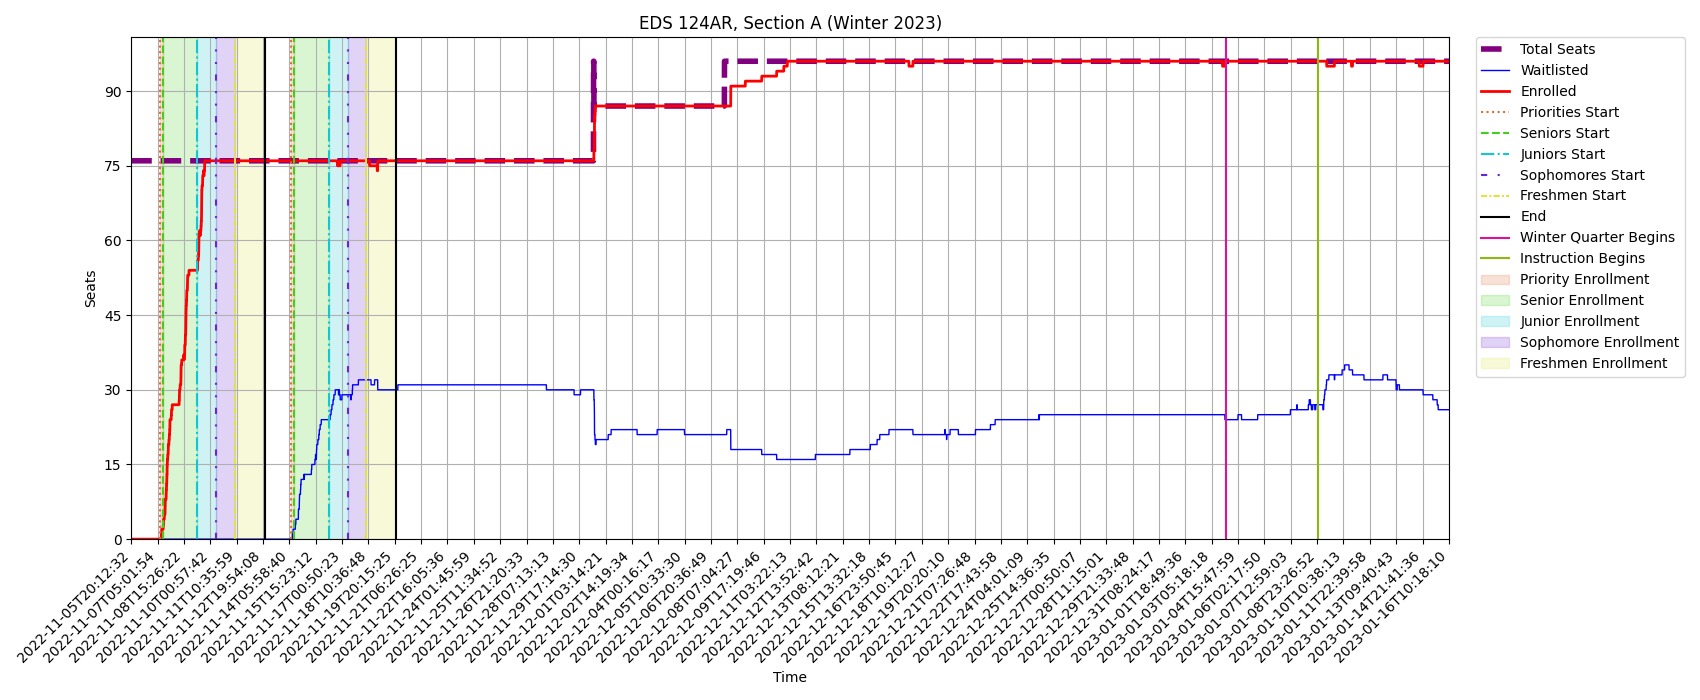 EDS 124AR, Section A (Winter 2023)
Seats
90
75
60
45
30
15
0
2022-11-05T20:12:32
2022-11-07T05:01:54
2022-11-08T15:26:22
2022-11-10T00:57:42
2022-11-11T10:35:59
2022-11-12T19:54:08
2022-11-14T05:58:40
2022-11-15T15:23:12
2022-11-17T00:50:23
2022-11-18T10:36:48
2022-11-19T20:15:25
2022-11-21T06:26:25
2022-11-22T16:05:36
2022-11-24T01:45:59
2022-11-25T11:34:52
2022-11-26T21:20:33
2022-11-28T07:13:13
2022-11-29T17:14:30
2022-12-01T03:14:21
2022-12-02T14:19:34
2022-12-04T00:16:17
2022-12-05T10:33:30
2022-12-06T20:36:49
2022-12-08T07:04:27
2022-12-09T17:19:46
2022-12-11T03:22:13
2022-12-12T13:52:42
2022-12-13T08:12:21
2022-12-15T13:32:18
2022-12-16T23:50:45
2022-12-18T10:12:27
2022-12-19T20:20:10
2022-12-21T07:26:48
2022-12-22T17:43:58
2022-12-24T04:01:09
2022-12-25T14:36:35
2022-12-27T00:50:07
2022-12-28T11:15:01
2022-12-29T21:33:48
2022-12-31T08:24:17
2023-01-01T18:49:36
2023-01-03T05:18:18
2023-01-04T15:47:59
2023-01-06T02:17:50
2023-01-07T12:59:03
2023-01-08T23:26:52
2023-01-10T10:38:13
2023-01-11T22:39:58
2023-01-13T09:40:43
2023-01-14T21:41:36
2023-01-16T10:18:10
Time
Total Seats
Waitlisted
Enrolled
Priorities Start
Seniors Start
Juniors Start
Sophomores Start
Freshmen Start
End
Winter Quarter Begins
Instruction Begins
Priority Enrollment
Senior Enrollment
Junior Enrollment
Sophomore Enrollment
Freshmen Enrollment